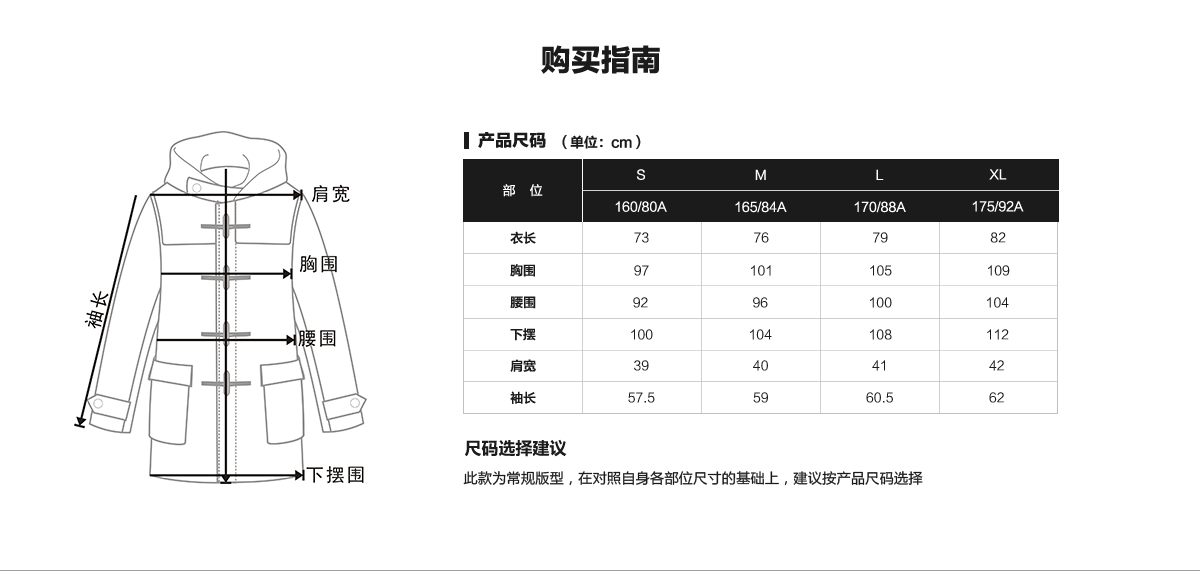 购买指南
肩宽
胸围
袖长
腰围
下摆围
产品尺码 （单位：cm）
部 位 S M L XL
160/80A 165/84A 170/88A 175/92A
衣长 73 76 79 82
胸围 97 101 105 109
腰围 92 96 100 104
下摆 100 104 108 112
肩宽 39 40 41 42
袖长 57.5 59 60.5 62
尺码选择建议
此款为常规版型，在对照自身各部位尺寸的基础上，建议按产品尺码选择